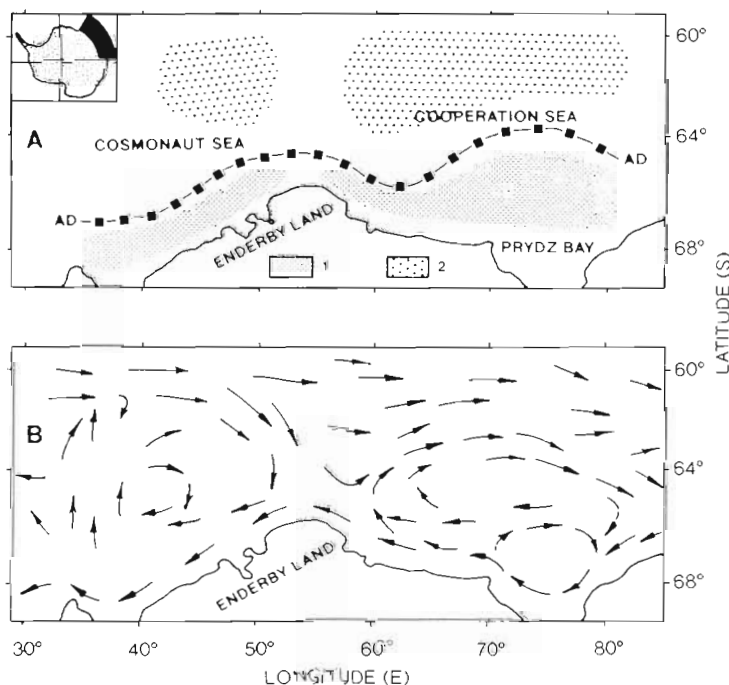 A
COSMONAUT SEA
COOPERATION SEA
AD
AD
ENDERBY LAND
PRYDZ BAY
1
2
60°
64°
68°
LATITUDE (S)
B
ENDERBY LAND
60°
64°
68°
30° 40° 50° 60° 70° 80°
LONGITUDE (E)